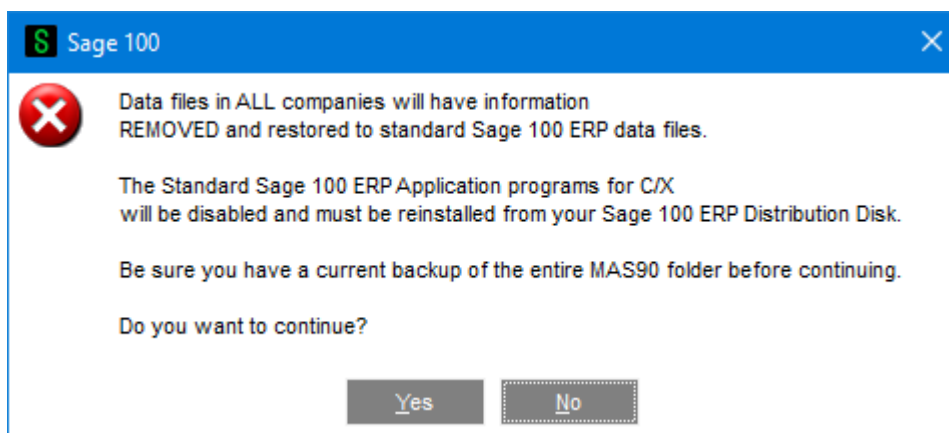 Sage 100
Data files in ALL companies will have information
REMOVED and restored to standard Sage 100 ERP data files.
The Standard Sage 100 ERP Application programs for C/X
will be disabled and must be reinstalled from your Sage 100 ERP Distribution Disk.
Be sure you have a current backup of the entire MAS90 folder before continuing.
Do you want to continue?
Yes
No